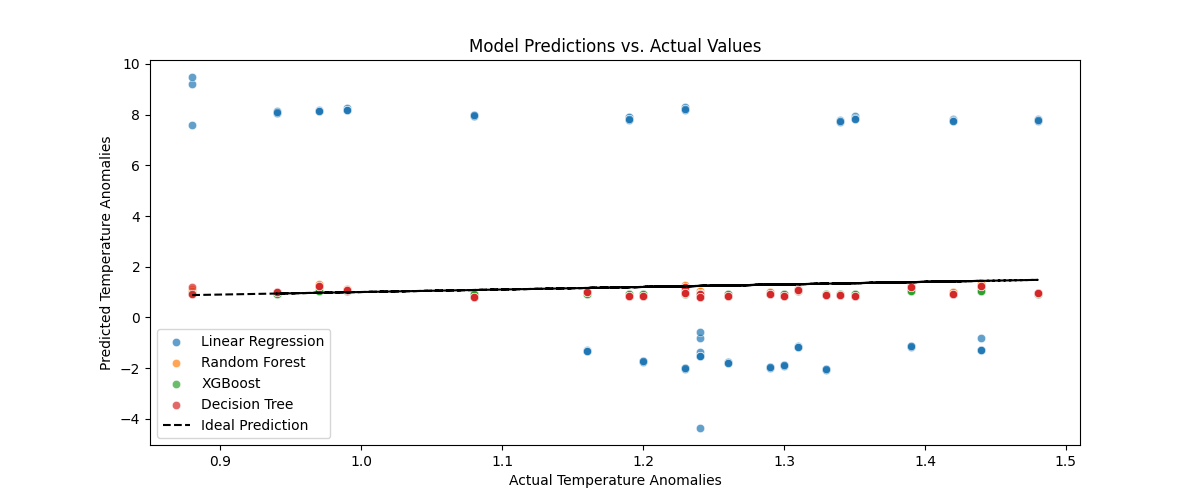 Model Predictions vs. Actual Values
Predicted Temperature Anomalies
10
8
6
4
2
0
−2
−4
Linear Regression
Random Forest
XGBoost
Decision Tree
Ideal Prediction
0.9 1.0 1.1 1.2 1.3 1.4 1.5
Actual Temperature Anomalies